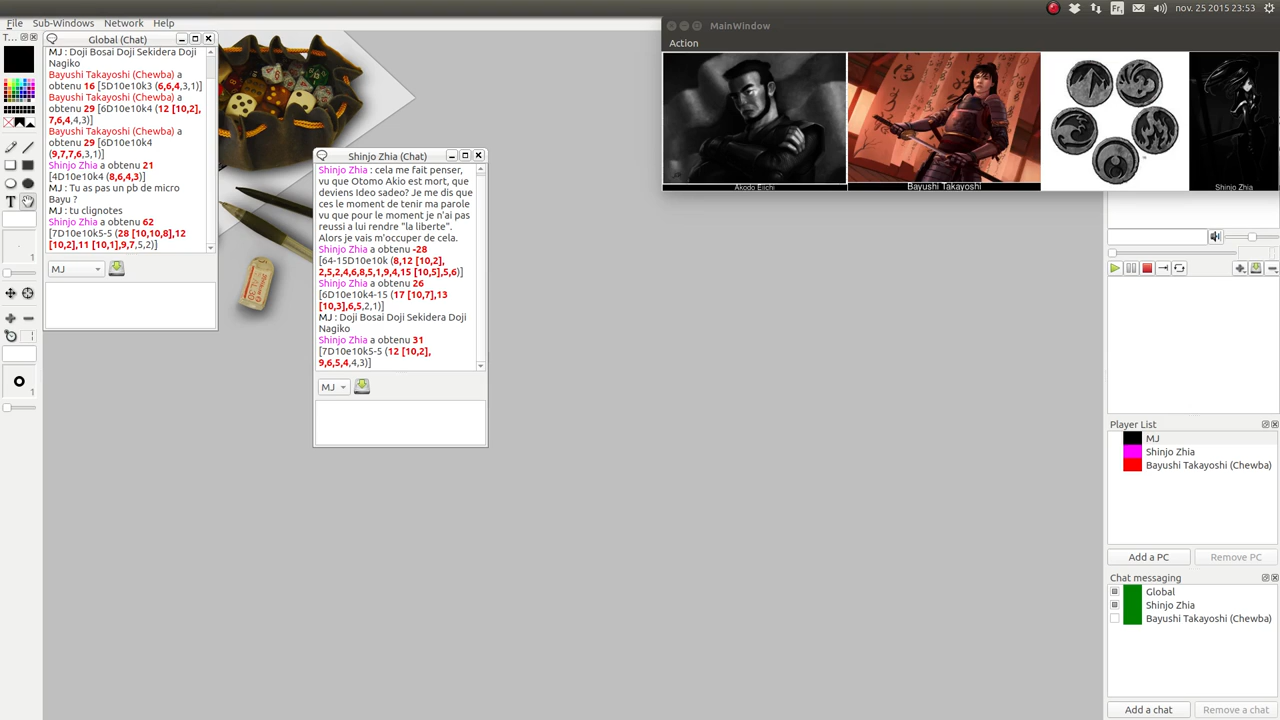 nov. 25 2015 23:53
Fr
File Sub-Windows Network Help
MainWindow
Action
T...
Global (Chat)
MJ : Doji Bosai Doji Sekidera Doji
Nagiko
Bayushi Takayoshi (Chewba) a
obtenu 16 [5D10e10k3 (6,6,4,3,1)]
Bayushi Takayoshi (Chewba) a
obtenu 29 [6D10e10k4 (12 [10,2],
7,6,4,4,3)]
Bayushi Takayoshi (Chewba) a
obtenu 29 [6D10e10k4
(9,7,7,6,3,1)]
Shinjo Zhia a obtenu 21
[4D10e10k4 (8,6,4,3)]
MJ : Tu as pas un pb de micro
Bayu ?
MJ : tu clignotes
Shinjo Zhia a obtenu 62
[7D10e10k5-5 (28 [10,10,8],12
[10,2],11 [10,1],9,7,5,2)]
MJ
Shinjo Zhia (Chat)
Shinjo Zhia : cela me fait penser,
vu que Otomo Akio est mort, que
deviens Ideo sadeo? Je me dis que
ces le moment de tenir ma parole
vu que pour le moment je n'ai pas
reussi a lui rendre "la liberte".
Alors je vais m'occuper de cela.
Shinjo Zhia a obtenu -28
[64-15D10e10k (8,12 [10,2],
2,5,2,4,6,8,5,1,9,4,15 [10,5],5,6)]
Shinjo Zhia a obtenu 26
[6D10e10k4-15 (17 [10,7],13
[10,3],6,5,2,1)]
MJ : Doji Bosai Doji Sekidera Doji
Nagiko
Shinjo Zhia a obtenu 31
[7D10e10k5-5 (12 [10,2],
9,6,5,4,4,3)]
MJ
T
1
1
Akodo Eiichi
Bayushi Takayoshi
Shinjo Zhia
Player List
MJ
Shinjo Zhia
Bayushi Takayoshi (Chewba)
Add a PC
Remove PC
Chat messaging
Global
Shinjo Zhia
Bayushi Takayoshi (Chewba)
Add a chat
Remove a chat